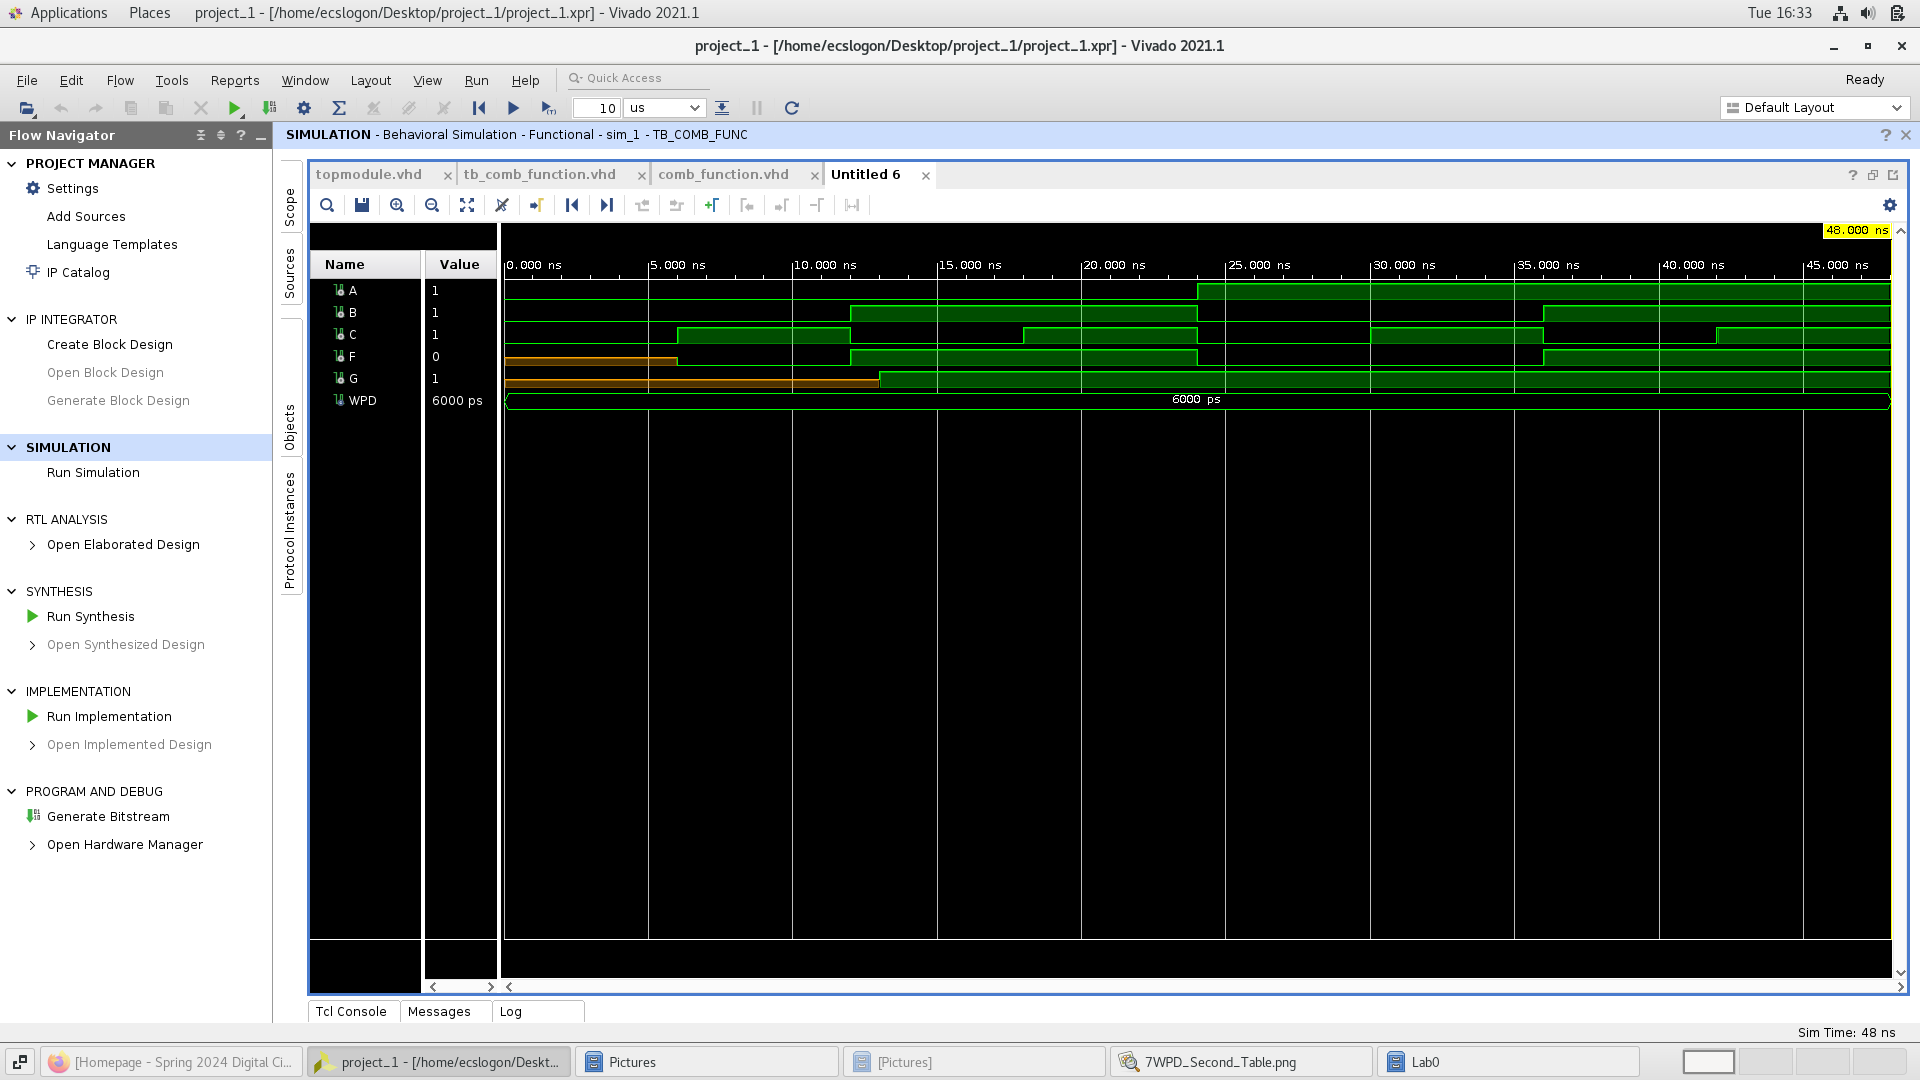 Applications Places project_1 - [/home/ecslogon/Desktop/project_1/project_1.xpr] - Vivado 2021.1 Tue 16:33
project_1 - [/home/ecslogon/Desktop/project_1/project_1.xpr] - Vivado 2021.1
File Edit Flow Tools Reports Window Layout View Run Help Quick Access Ready
10 us Default Layout
Flow Navigator
SIMULATION - Behavioral Simulation - Functional - sim_1 - TB_COMB_FUNC
PROJECT MANAGER
Settings
Add Sources
Language Templates
IP Catalog
IP INTEGRATOR
Create Block Design
Open Block Design
Generate Block Design
SIMULATION
Run Simulation
RTL ANALYSIS
Open Elaborated Design
SYNTHESIS
Run Synthesis
Open Synthesized Design
IMPLEMENTATION
Run Implementation
Open Implemented Design
PROGRAM AND DEBUG
Generate Bitstream
Open Hardware Manager
Scope
Sources
Objects
Protocol Instances
topmodule.vhd tb_comb_function.vhd comb_function.vhd Untitled 6
48.000 ns
Name Value 0.000 ns 5.000 ns 10.000 ns 15.000 ns 20.000 ns 25.000 ns 30.000 ns 35.000 ns 40.000 ns 45.000 ns
A 1
B 1
C 1
F 0
G 1
WPD 6000 ps 6000 ps
Tcl Console Messages Log
Sim Time: 48 ns
[Homepage - Spring 2024 Digital Ci... project_1 - [/home/ecslogon/Deskt... Pictures [Pictures] 7WPD_Second_Table.png Lab0